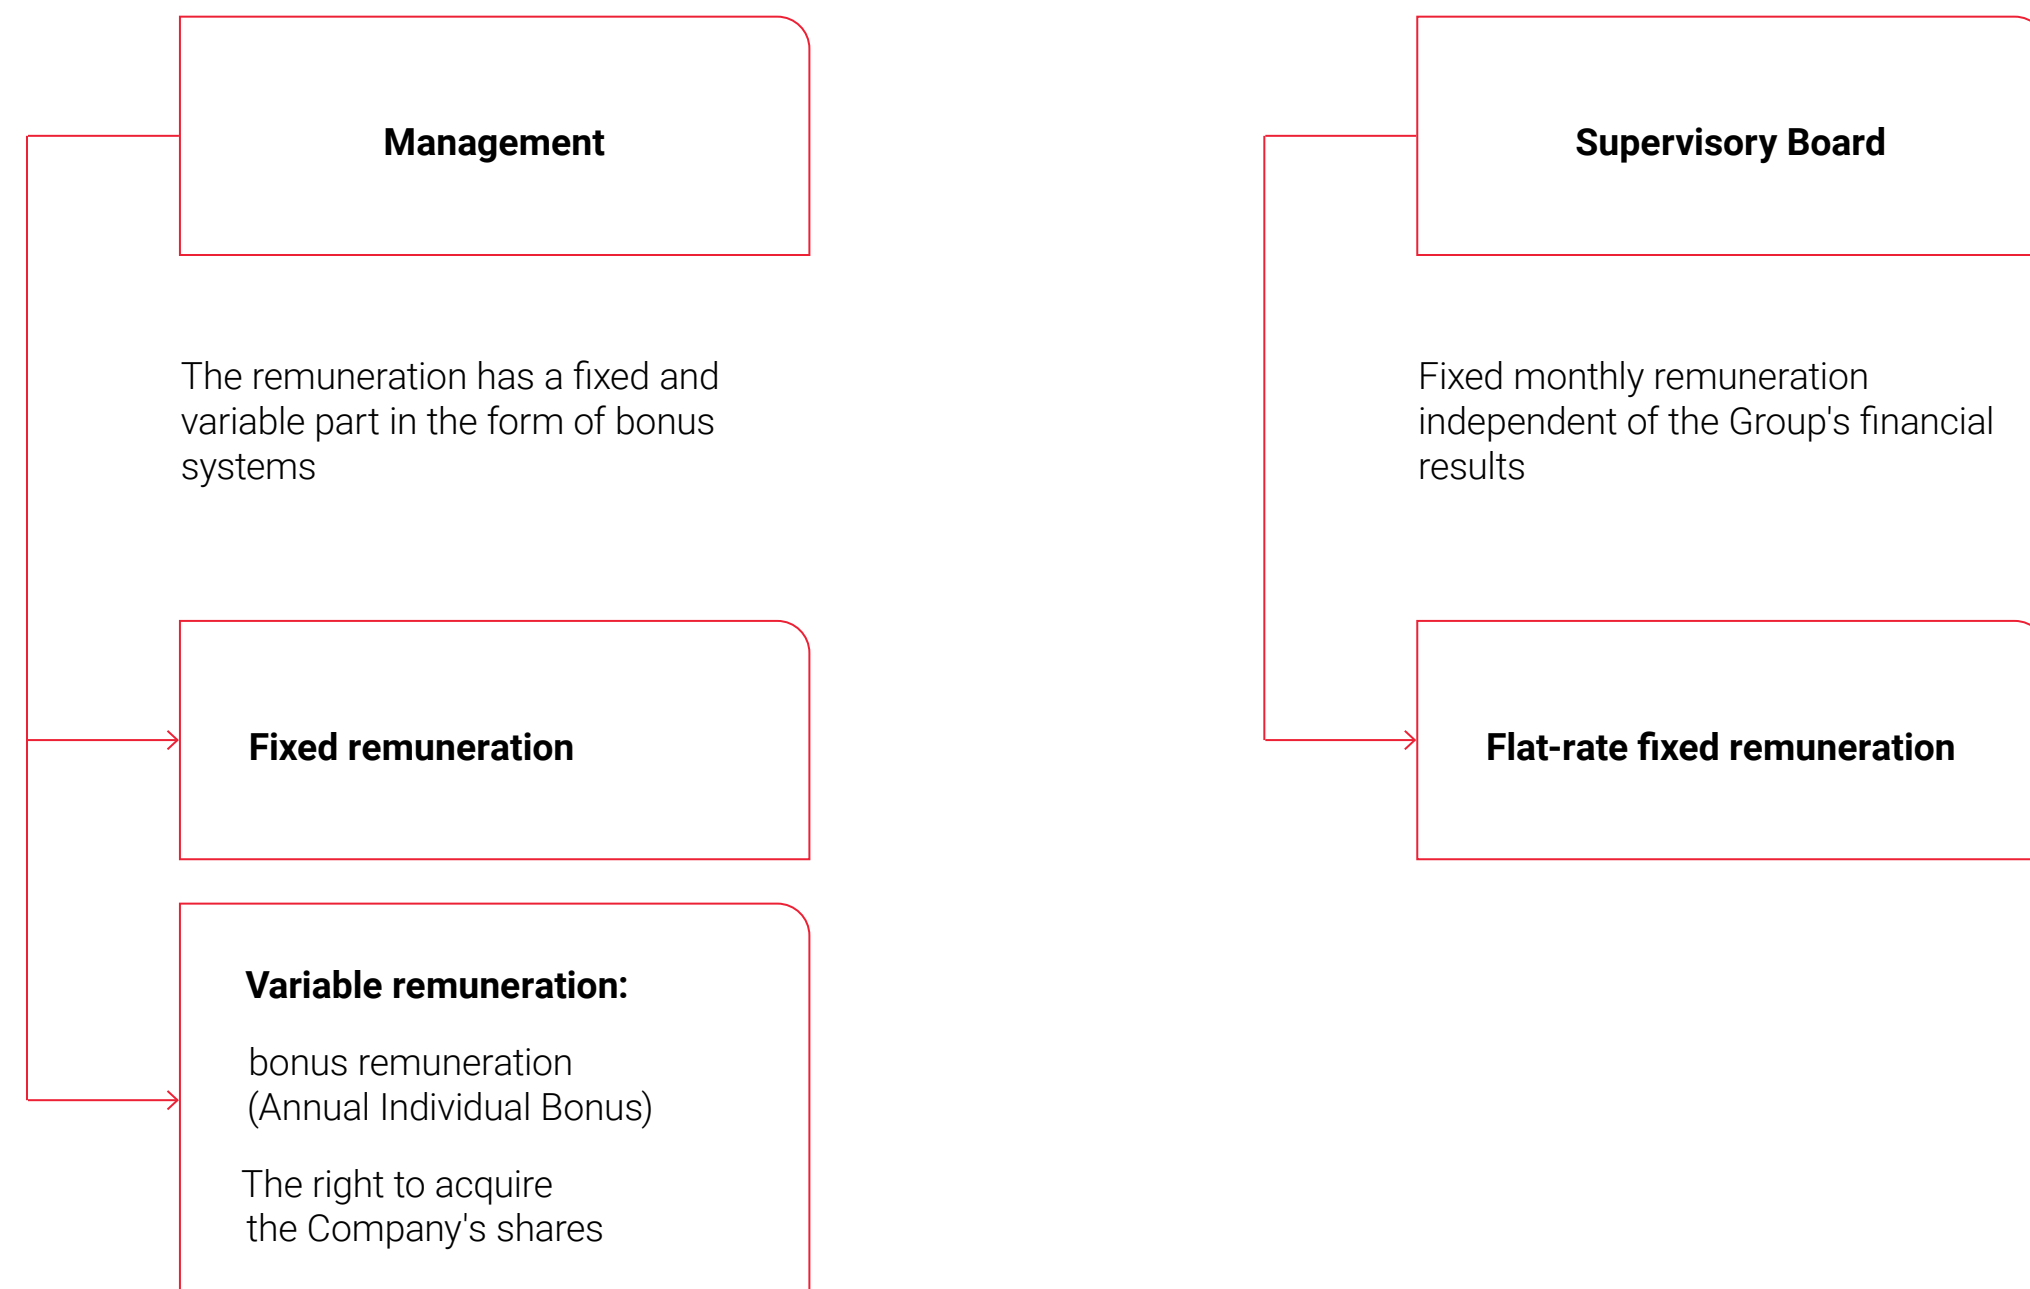 Management
The remuneration has a fixed and
variable part in the form of bonus
systems
Fixed remuneration
Variable remuneration:
bonus remuneration
(Annual Individual Bonus)
The right to acquire
the Company's shares
Supervisory Board
Fixed monthly remuneration
independent of the Group's financial
results
Flat-rate fixed remuneration